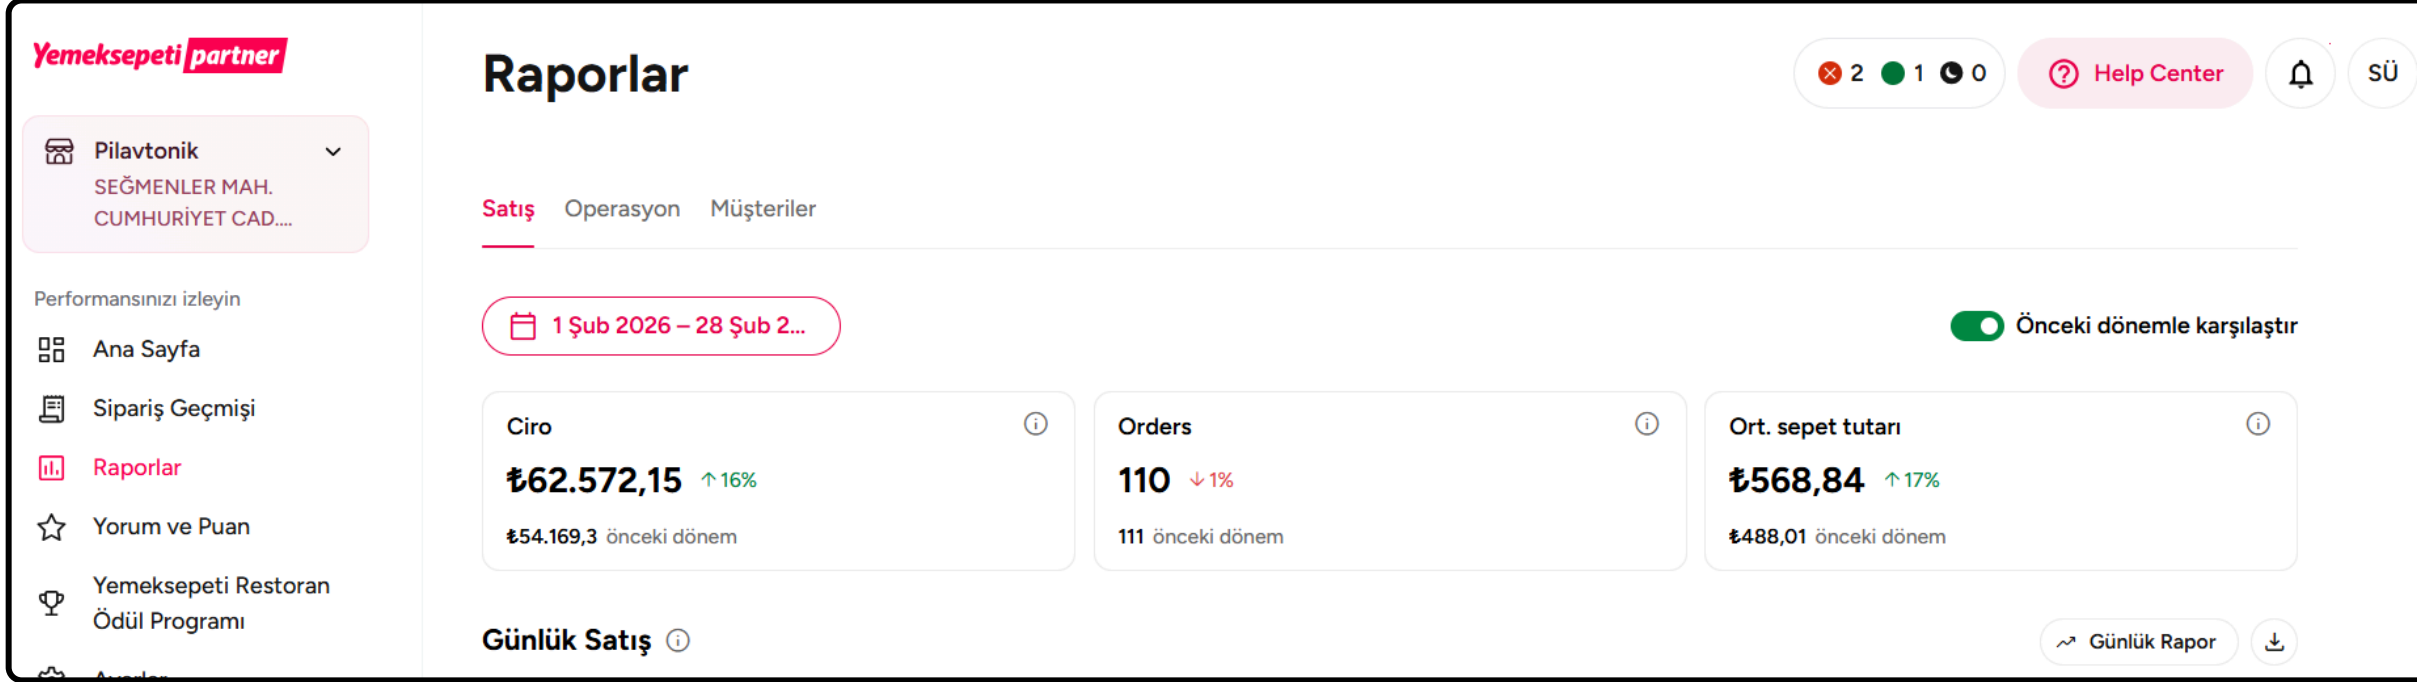 Yemeksepeti partner
Pilavtonik
SEĞMENLER MAH.
CUMHURİYET CAD....
Performansınızı izleyin
Ana Sayfa
Sipariş Geçmişi
Raporlar
Yorum ve Puan
Yemeksepeti Restoran
Ödül Programı
Raporlar
2 1 0
Help Center
SÜ
Satış Operasyon Müşteriler
1 Şub 2026 – 28 Şub 2...
Önceki dönemle karşılaştır
Ciro
₺62.572,15 ↑16%
₺54.169,3 önceki dönem
Orders
110 ↓1%
111 önceki dönem
Ort. sepet tutarı
₺568,84 ↑17%
₺488,01 önceki dönem
Günlük Satış
Günlük Rapor